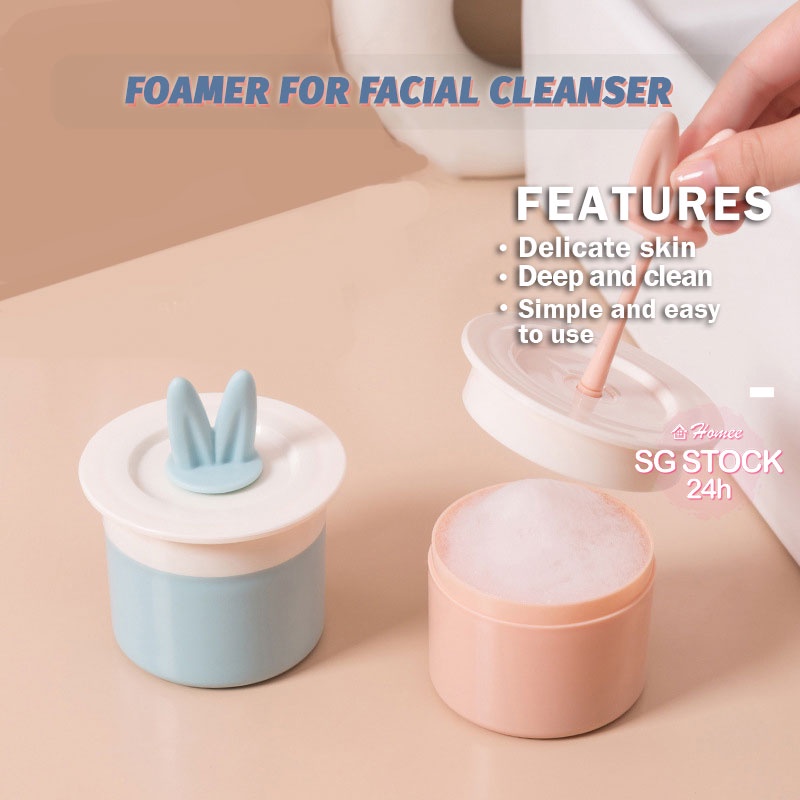 FOAMER FOR FACIAL CLEANSER
FEATURES
• Delicate skin
• Deep and clean
• Simple and easy
to use
Homee
SG STOCK
24h